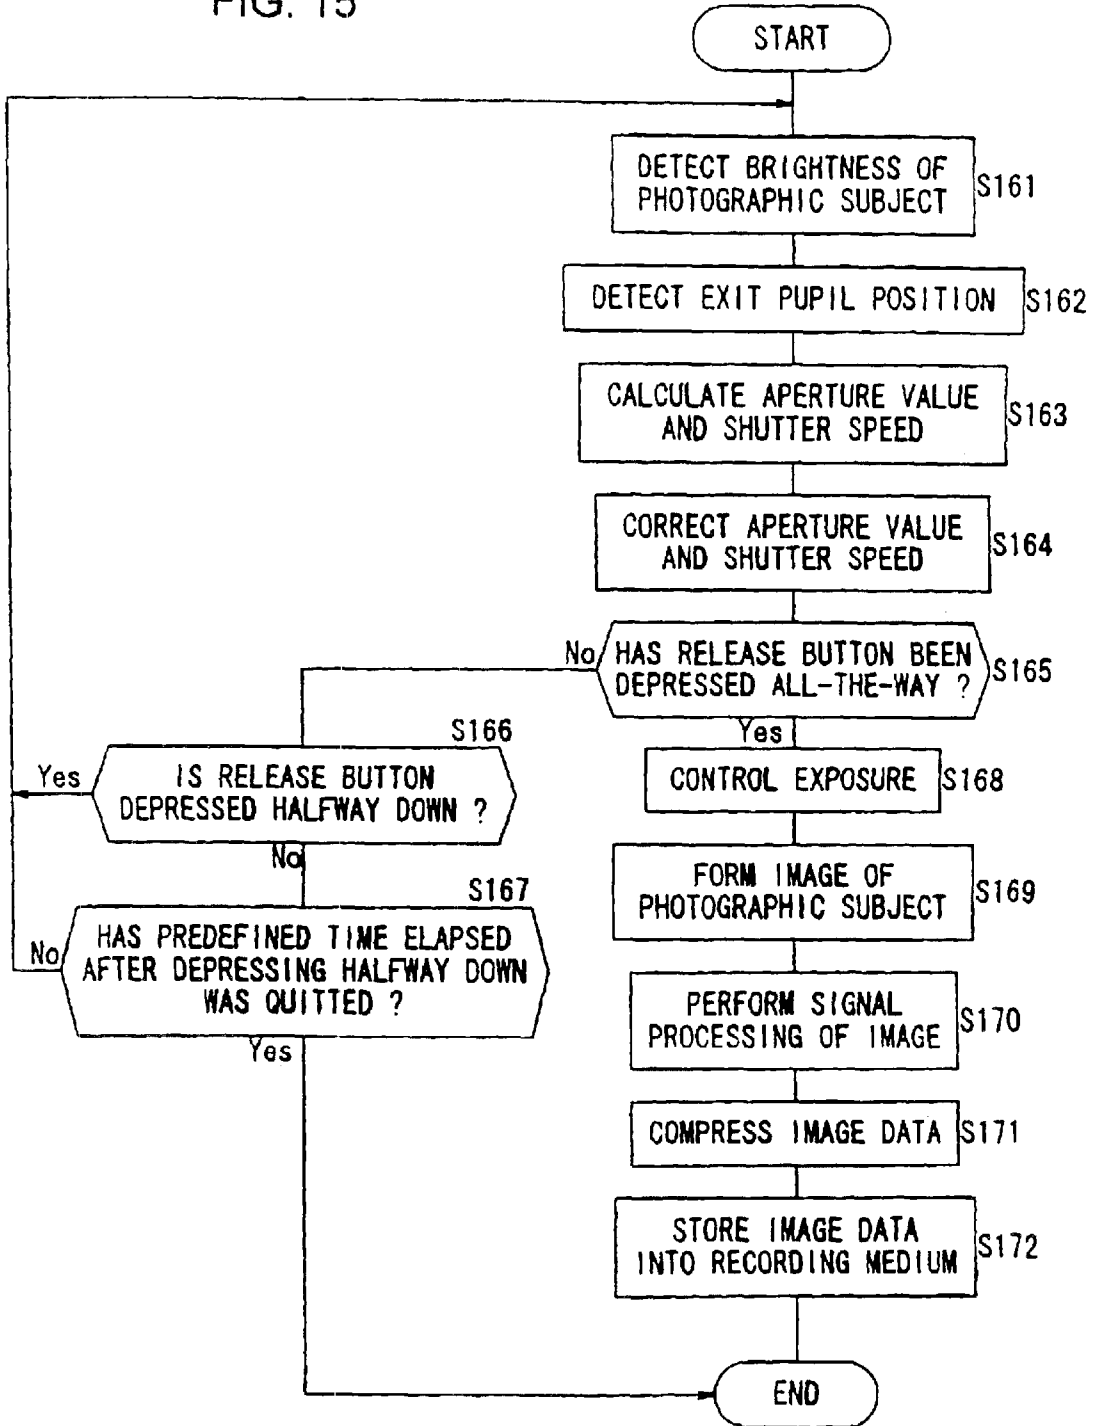 FIG. 15
START
DETECT BRIGHTNESS OF
PHOTOGRAPHIC SUBJECT
S161
DETECT EXIT PUPIL POSITION
S162
CALCULATE APERTURE VALUE
AND SHUTTER SPEED
S163
CORRECT APERTURE VALUE
AND SHUTTER SPEED
S164
No
HAS RELEASE BUTTON BEEN
DEPRESSED ALL-THE-WAY ?
S165
Yes
S166
Yes
IS RELEASE BUTTON
DEPRESSED HALFWAY DOWN ?
No
S167
No
HAS PREDEFINED TIME ELAPSED
AFTER DEPRESSING HALFWAY DOWN
WAS QUITTED ?
Yes
CONTROL EXPOSURE
S168
FORM IMAGE OF
PHOTOGRAPHIC SUBJECT
S169
PERFORM SIGNAL
PROCESSING OF IMAGE
S170
COMPRESS IMAGE DATA
S171
STORE IMAGE DATA
INTO RECORDING MEDIUM
S172
END